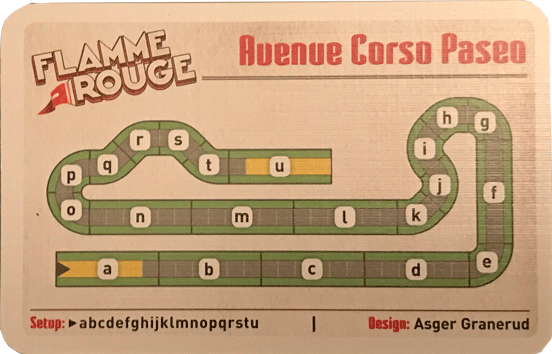 FLAMME
ROUGE
Avenue Corso Paseo
r s
p q t u
h g
i
j f
o n m l k
a b c d e
Setup: ▶abcdefghijklmnopqrstu | Design: Asger Granerud